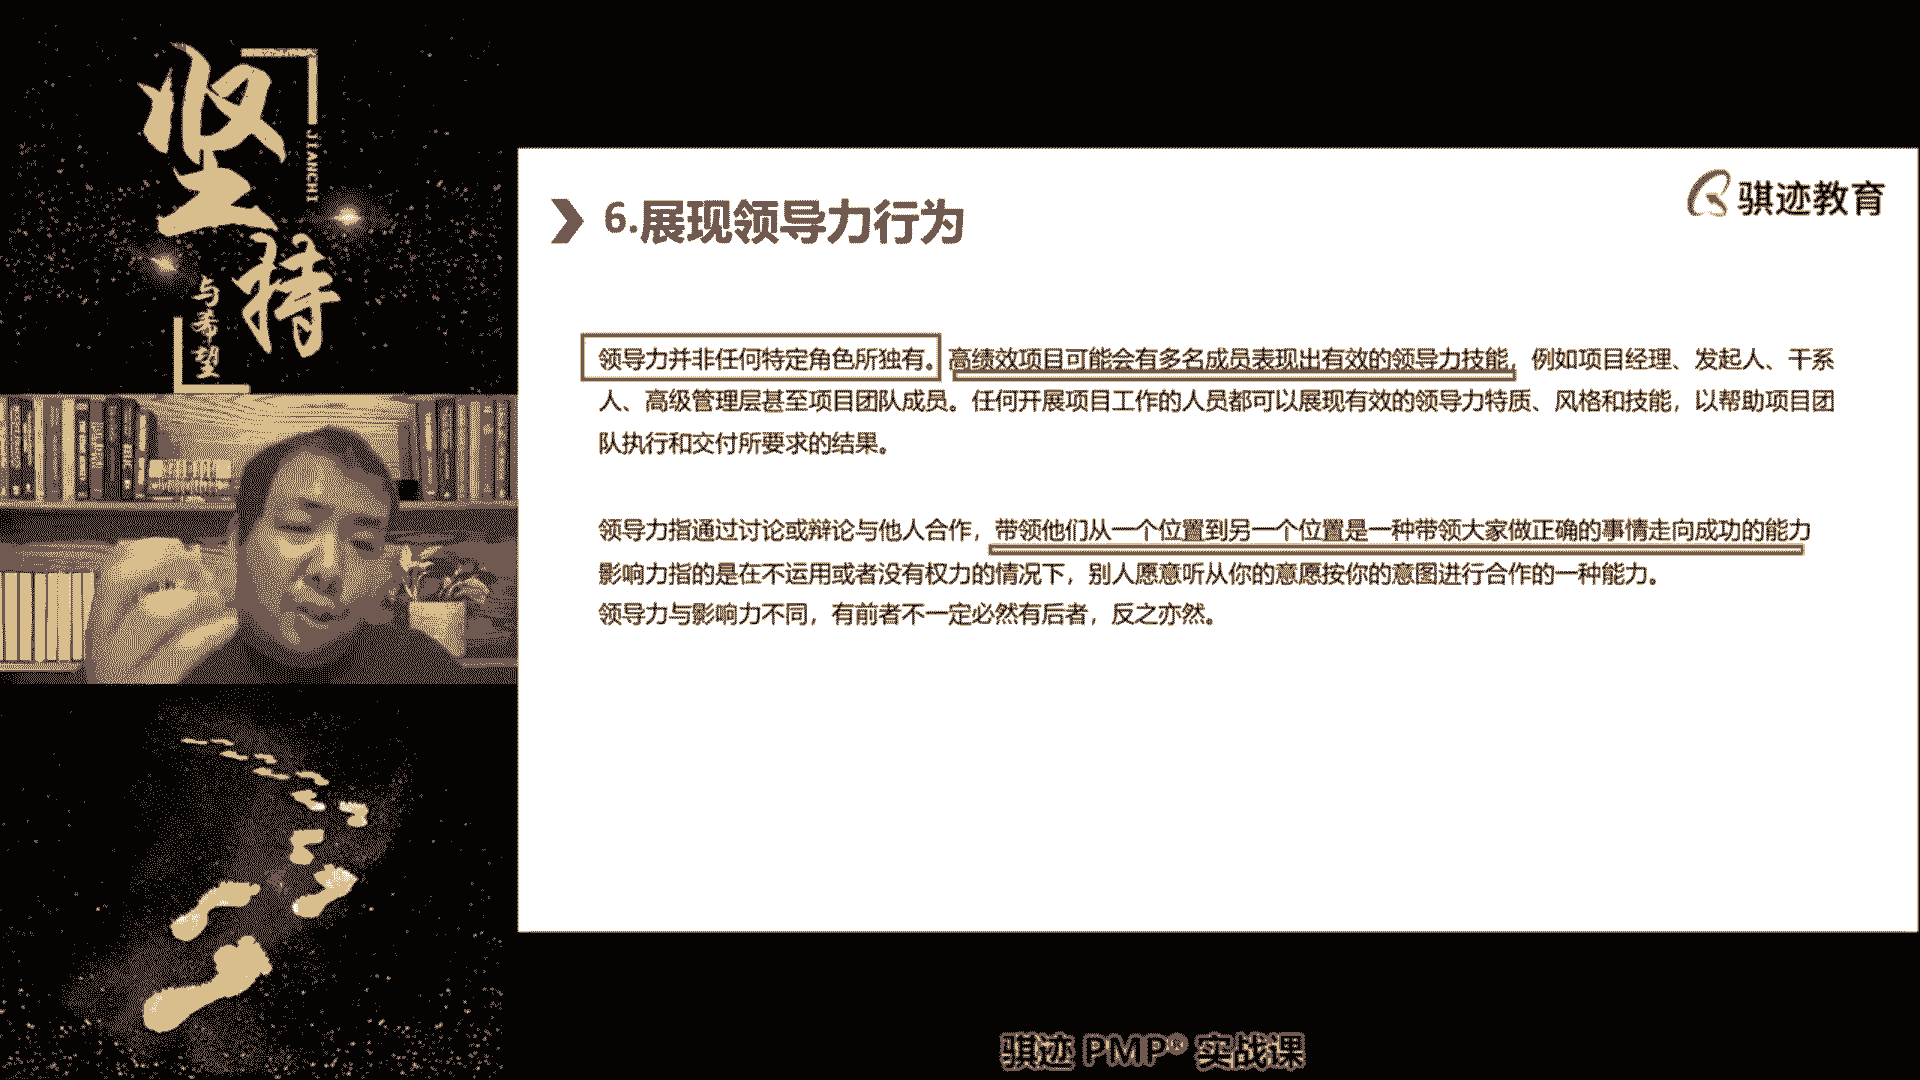 坚持
JIANCHI
与希望
骐迹教育
6.展现领导力行为
领导力并非任何特定角色所独有。高绩效项目可能会有多名成员表现出有效的领导力技能，例如项目经理、发起人、干系
人、高级管理层甚至项目团队成员。任何开展项目工作的人员都可以展现有效的领导力特质、风格和技能，以帮助项目团
队执行和交付所要求的结果。
领导力指通过讨论或辩论与他人合作，带领他们从一个位置到另一个位置是一种带领大家做正确的事情走向成功的能力
影响力指的是在不运用或者没有权力的情况下，别人愿意听从你的意愿按你的意图进行合作的一种能力。
领导力与影响力不同，有前者不一定必然有后者，反之亦然。
骐迹 PMP® 实战课